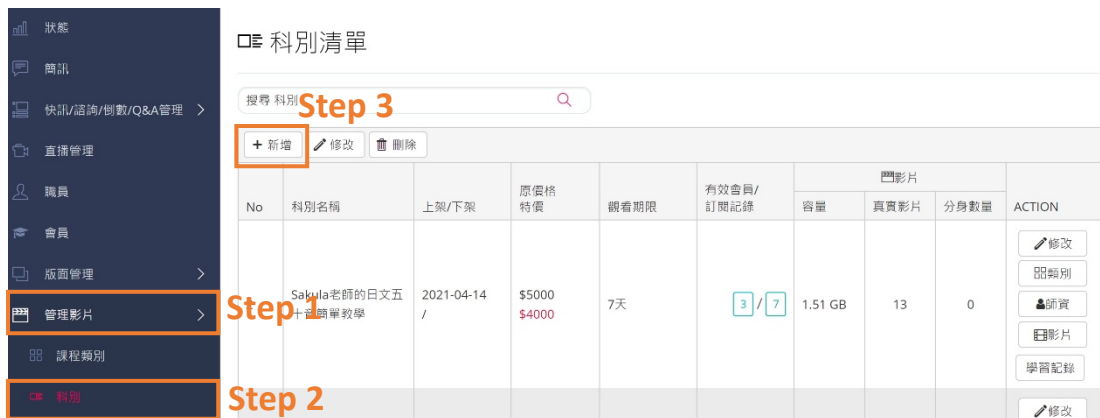 狀態
簡訊
快訊/諮詢/倒數/Q&A管理
直播管理
職員
會員
版面管理
管理影片
課程類別
科別
Step 1
Step 2
科別清單
搜尋 科別
Step 3
+ 新增 修改 刪除
No 科別名稱 上架/下架 原價格 特價 觀看期限 有效會員/ 訂閱記錄 影片 ACTION
容量 真實影片 分身數量
Sakula老師的日文五
十音簡單教學
2021-04-14
/
$5000
$4000
7天
3 / 7
1.51 GB
13
0
修改
類別
師資
影片
學習記錄
修改